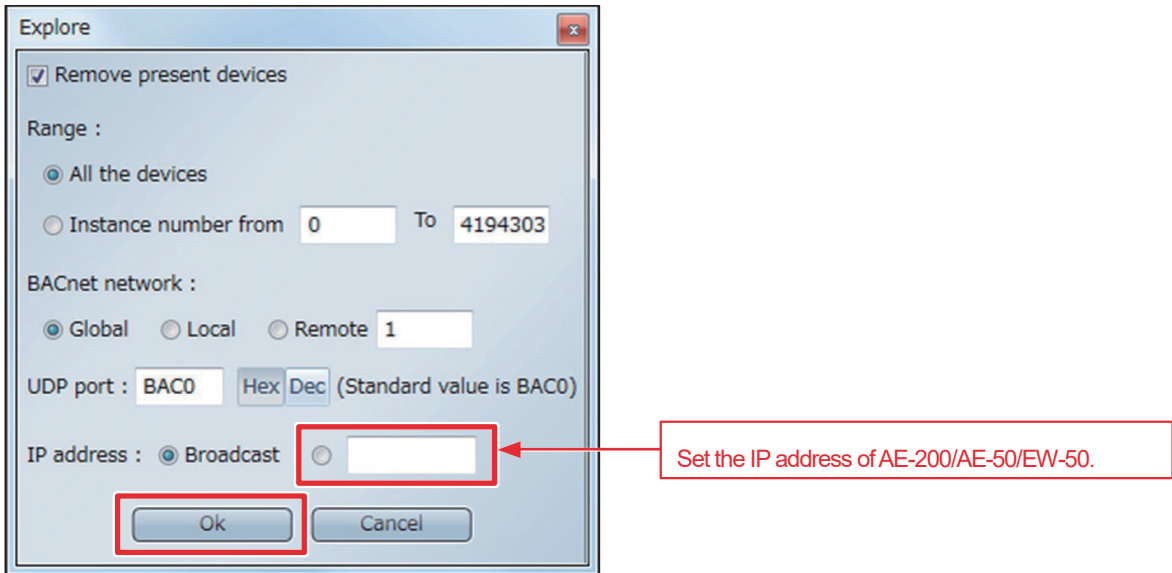 Explore
Remove present devices
Range :
All the devices
Instance number from 0 To 4194303
BACnet network :
Global Local Remote 1
UDP port : BAC0 Hex Dec (Standard value is BAC0)
IP address : Broadcast
Set the IP address of AE-200/AE-50/EW-50.
Ok Cancel